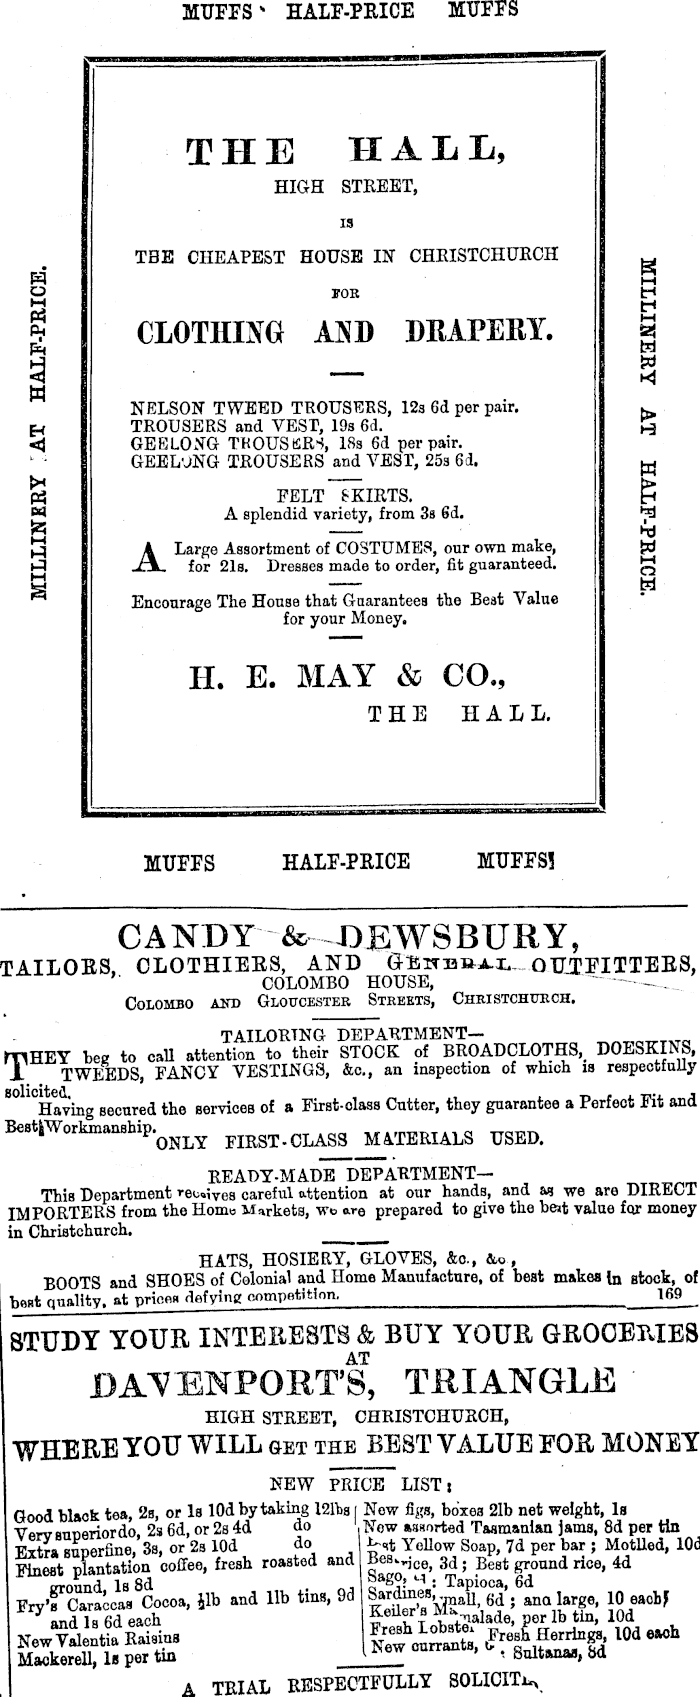 MUFFS HALF-PRICE MUFFS
MILLINERY AT HALF-PRICE.
THE HALL,
HIGH STREET,
IS
THE CHEAPEST HOUSE IN CHRISTCHURCH
FOR
CLOTHING AND DRAPERY.
NELSON TWEED TROUSERS, 12s 6d per pair.
TROUSERS and VEST, 19s 6d.
GEELONG TROUSERS, 18s 6d per pair.
GEELONG TROUSERS and VEST, 25s 6d.
FELT SKIRTS.
A splendid variety, from 3s 6d.
A Large Assortment of COSTUMES, our own make,
for 21s. Dresses made to order, fit guaranteed.
Encourage The House that Guarantees the Best Value
for your Money.
H. E. MAY & CO.,
THE HALL.
MILLINERY AT HALF-PRICE.
MUFFS HALF-PRICE MUFFS!
CANDY & DEWSBURY,
TAILORS, CLOTHIERS, AND GENERAL OUTFITTERS,
COLOMBO HOUSE,
COLOMBO AND GLOUCESTER STREETS, CHRISTCHURCH.
TAILORING DEPARTMENT—
THEY beg to call attention to their STOCK of BROADCLOTHS, DOESKINS,
TWEEDS, FANCY VESTINGS, &c., an inspection of which is respectfully
solicited.
Having secured the services of a First-class Cutter, they guarantee a Perfect Fit and
Best Workmanship.
ONLY FIRST-CLASS MATERIALS USED.
READY-MADE DEPARTMENT—
This Department receives careful attention at our hands, and as we are DIRECT
IMPORTERS from the Home Markets, we are prepared to give the best value for money
in Christchurch.
HATS, HOSIERY, GLOVES, &c., &c,
BOOTS and SHOES of Colonial and Home Manufacture, of best makes in stock, of
best quality, at prices defying competition. 169
STUDY YOUR INTERESTS & BUY YOUR GROCERIES
AT
DAVENPORT'S, TRIANGLE
HIGH STREET, CHRISTCHURCH,
WHERE YOU WILL GET THE BEST VALUE FOR MONEY
NEW PRICE LIST:
Good black tea, 2s, or 1s 10d by taking 12lbs
Very superior do, 2s 6d, or 2s 4d do
Extra superfine, 3s, or 2s 10d do
Finest plantation coffee, fresh roasted and
ground, 1s 8d
Fry's Caraccas Cocoa, ½lb and 1lb tins, 9d
and 1s 6d each
New Valentia Raisins
Mackerell, 1s per tin
New figs, boxes 2lb net weight, 1s
New assorted Tasmanian jams, 8d per tin
Best Yellow Soap, 7d per bar; Motlled, 10d
Best rice, 3d; Best ground rice, 4d
Sago, Tapioca, 6d
Sardines, small, 6d; large, 10 each
Keiler's Marmalade, per lb tin, 10d
Fresh Lobster Fresh Herrings, 10d each
New currants, Sultanas, 8d
A TRIAL RESPECTFULLY